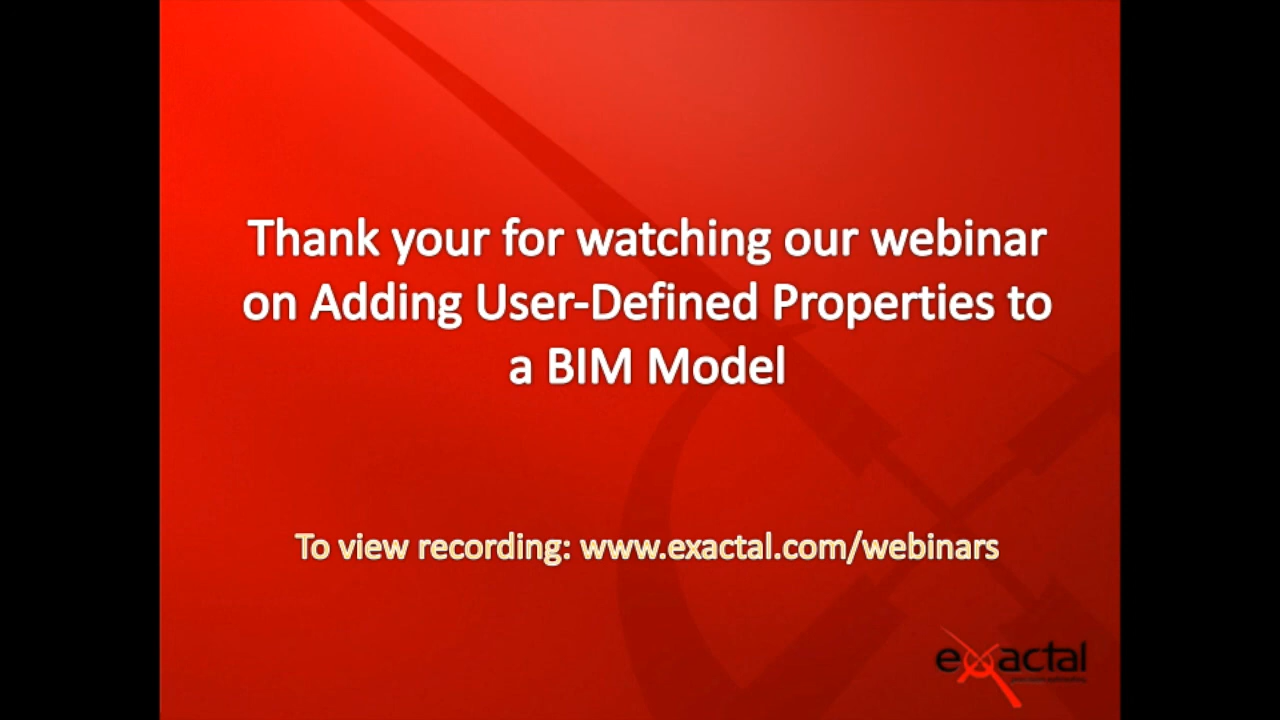 Thank your for watching our webinar
on Adding User-Defined Properties to
a BIM Model
To view recording: www.exactal.com/webinars
exactal